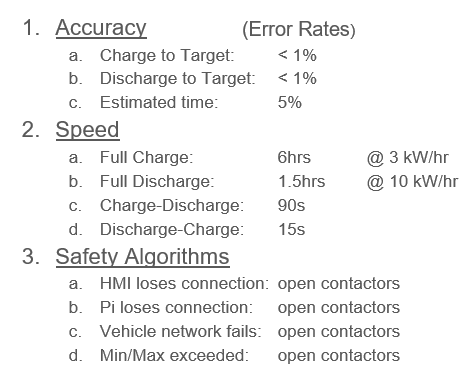 1. Accuracy (Error Rates)
a. Charge to Target: < 1%
b. Discharge to Target: < 1%
c. Estimated time: 5%
2. Speed
a. Full Charge: 6hrs @ 3 kW/hr
b. Full Discharge: 1.5hrs @ 10 kW/hr
c. Charge-Discharge: 90s
d. Discharge-Charge: 15s
3. Safety Algorithms
a. HMI loses connection: open contactors
b. Pi loses connection: open contactors
c. Vehicle network fails: open contactors
d. Min/Max exceeded: open contactors